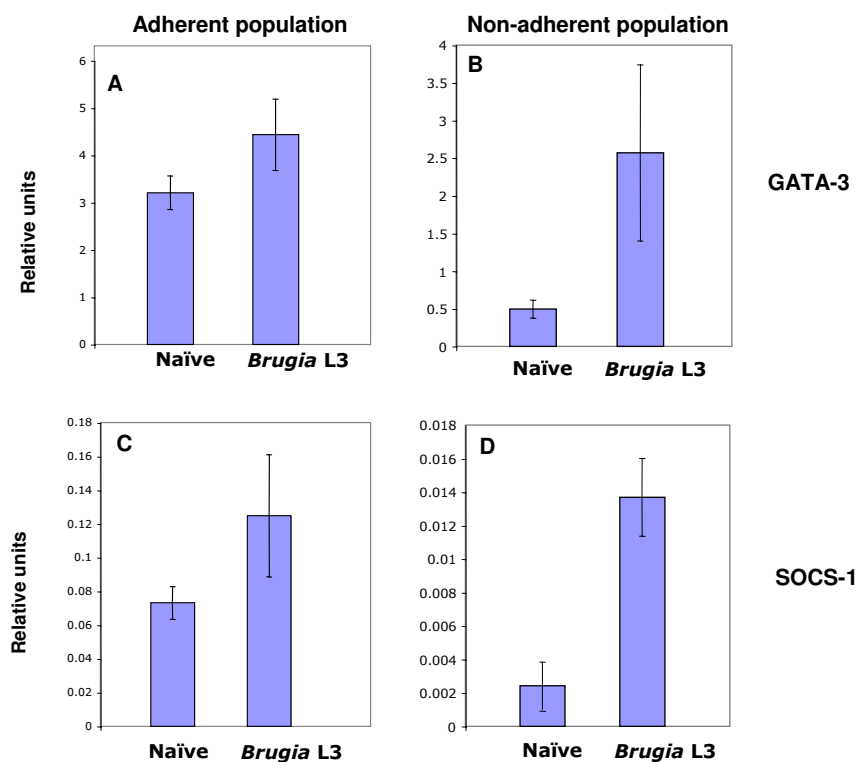 Adherent population
Non-adherent population
A
Relative units
6
5
4
3
2
1
0
Naïve
Brugia L3
B
4
3.5
3
2.5
2
1.5
1
0.5
0
Naïve
Brugia L3
GATA-3
C
Relative units
0.18
0.16
0.14
0.12
0.1
0.08
0.06
0.04
0.02
0
Naïve
Brugia L3
D
0.018
0.016
0.014
0.012
0.01
0.008
0.006
0.004
0.002
0
Naïve
Brugia L3
SOCS-1